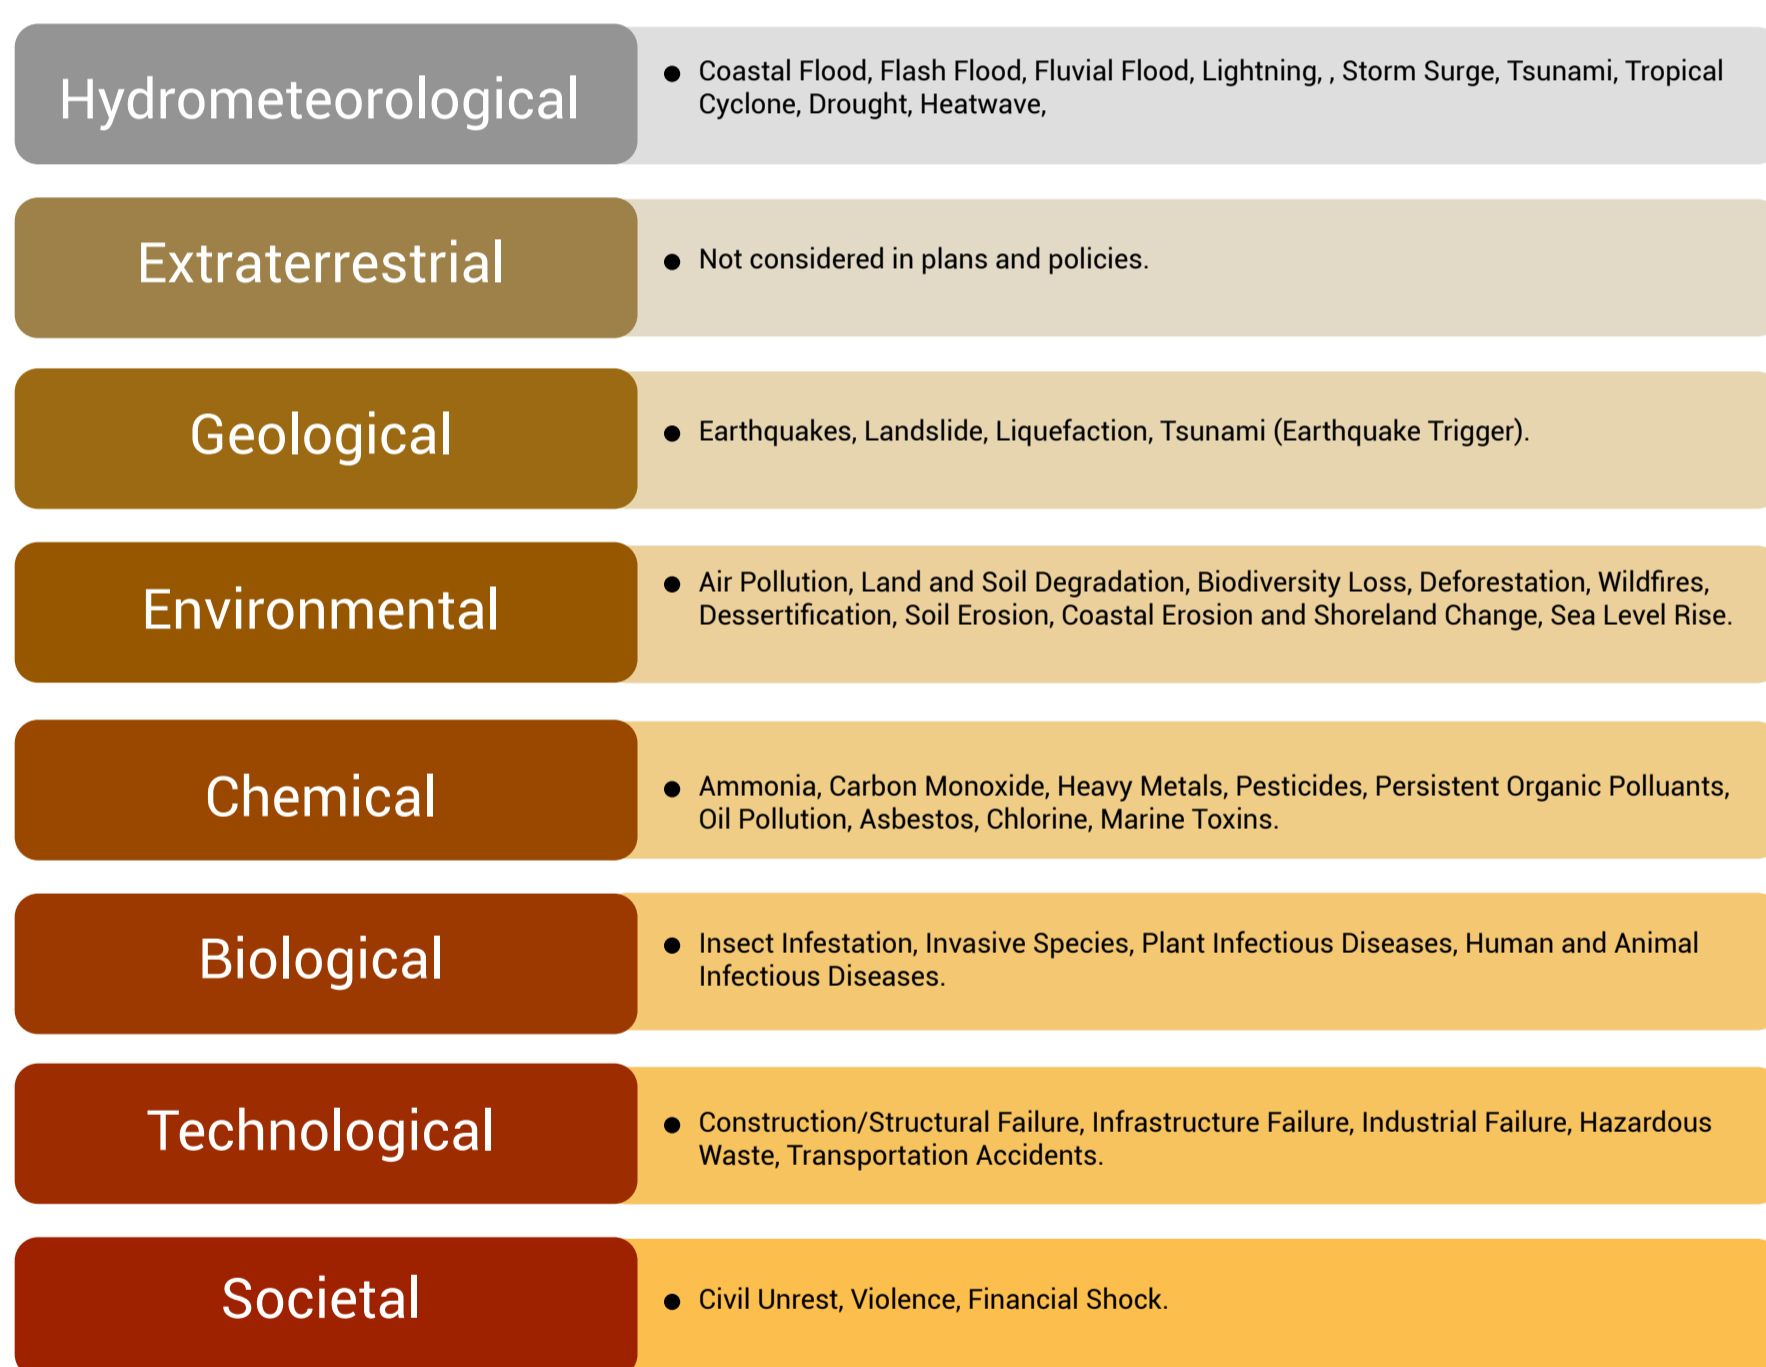 Hydrometeorological
● Coastal Flood, Flash Flood, Fluvial Flood, Lightning, , Storm Surge, Tsunami, Tropical
Cyclone, Drought, Heatwave,
Extraterrestrial
● Not considered in plans and policies.
Geological
● Earthquakes, Landslide, Liquefaction, Tsunami (Earthquake Trigger).
Environmental
● Air Pollution, Land and Soil Degradation, Biodiversity Loss, Deforestation, Wildfires,
Dessertification, Soil Erosion, Coastal Erosion and Shoreland Change, Sea Level Rise.
Chemical
● Ammonia, Carbon Monoxide, Heavy Metals, Pesticides, Persistent Organic Polluants,
Oil Pollution, Asbestos, Chlorine, Marine Toxins.
Biological
● Insect Infestation, Invasive Species, Plant Infectious Diseases, Human and Animal
Infectious Diseases.
Technological
● Construction/Structural Failure, Infrastructure Failure, Industrial Failure, Hazardous
Waste, Transportation Accidents.
Societal
● Civil Unrest, Violence, Financial Shock.